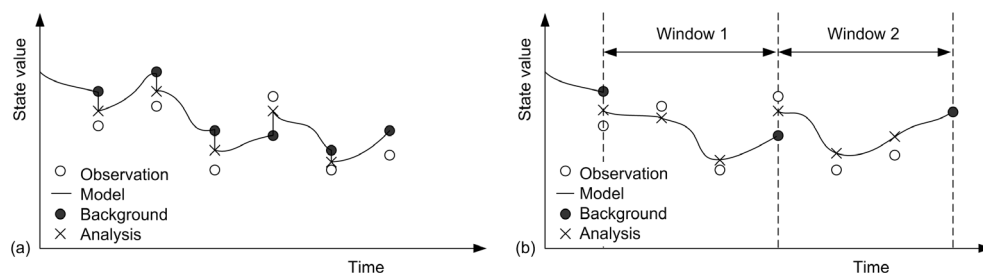 State value
Observation
Model
Background
Analysis
(a)
Time
Window 1
Window 2
State value
Observation
Model
Background
Analysis
(b)
Time